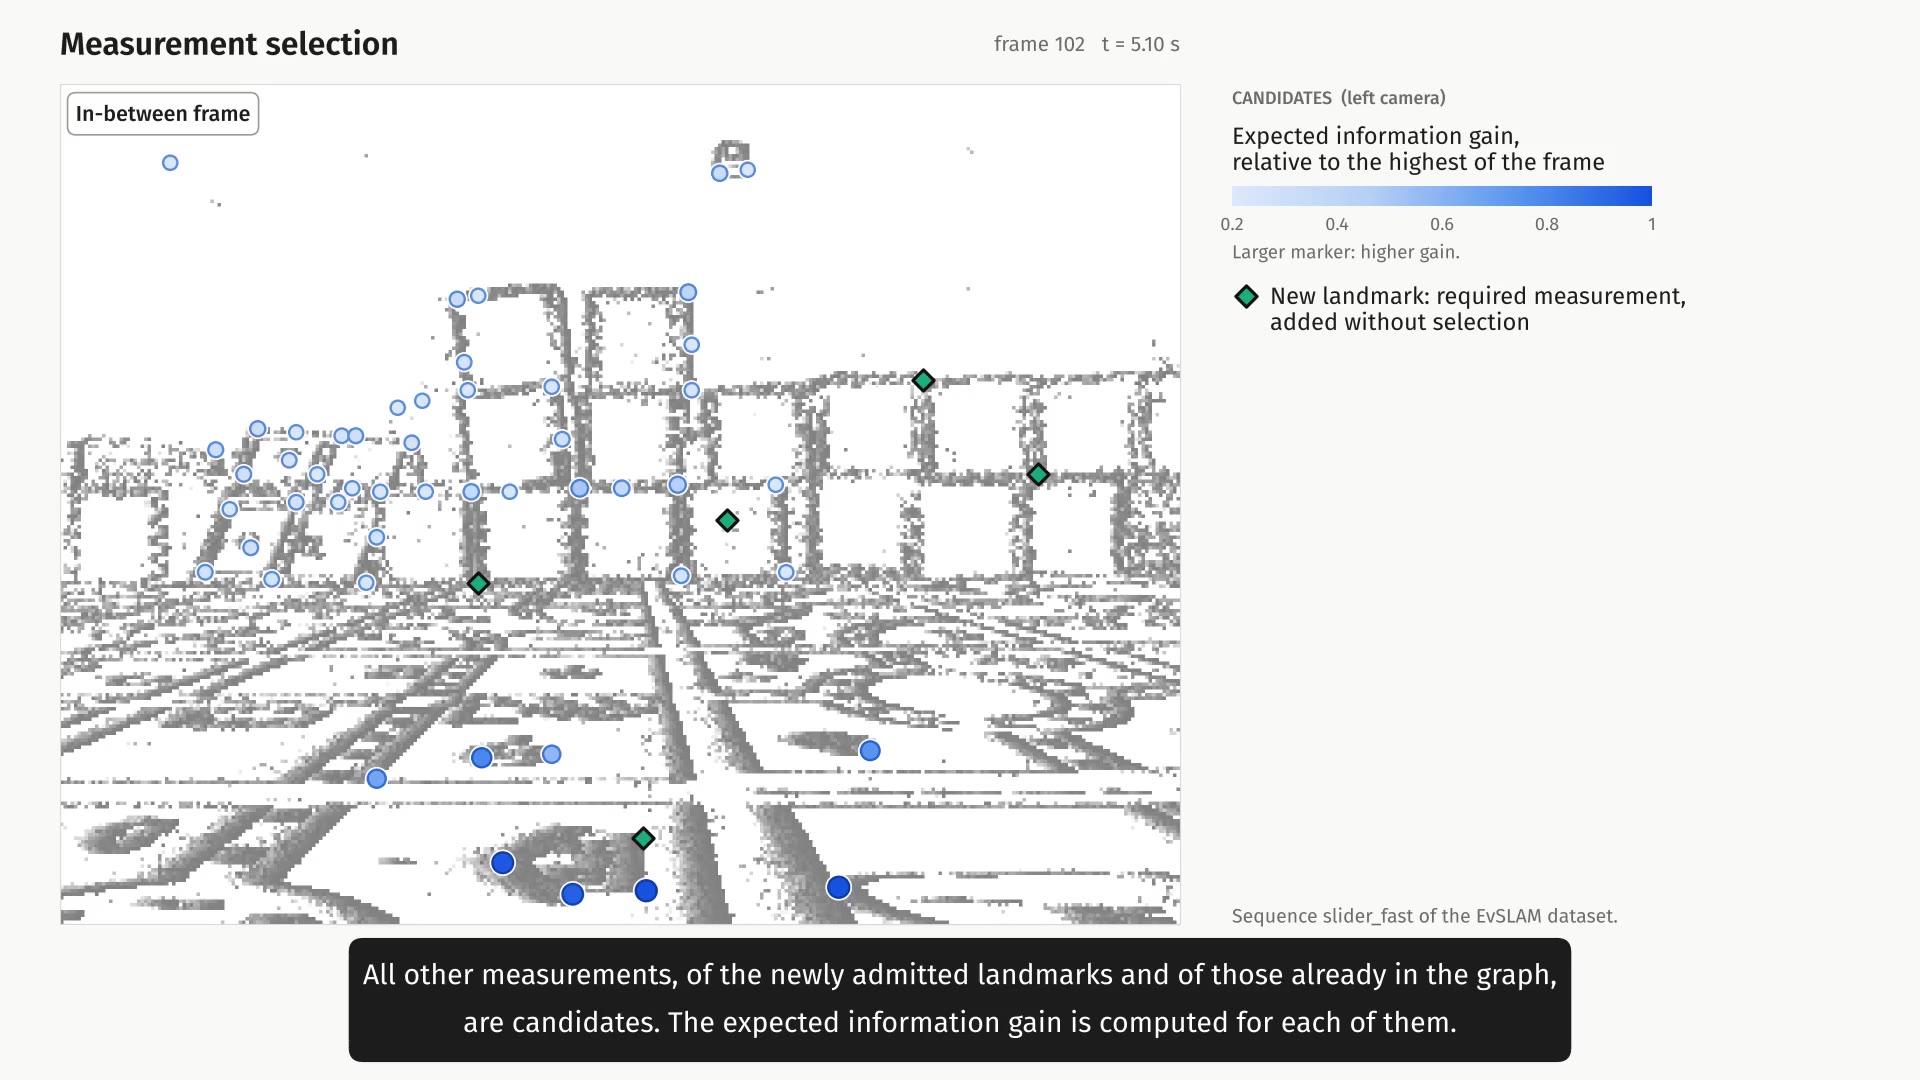 Measurement selection
frame 102 t = 5.10 s
In-between frame
CANDIDATES (left camera)
Expected information gain,
relative to the highest of the frame
0.2 0.4 0.6 0.8 1
Larger marker: higher gain.
New landmark: required measurement,
added without selection
Sequence slider_fast of the EvSLAM dataset.
All other measurements, of the newly admitted landmarks and of those already in the graph,
are candidates. The expected information gain is computed for each of them.